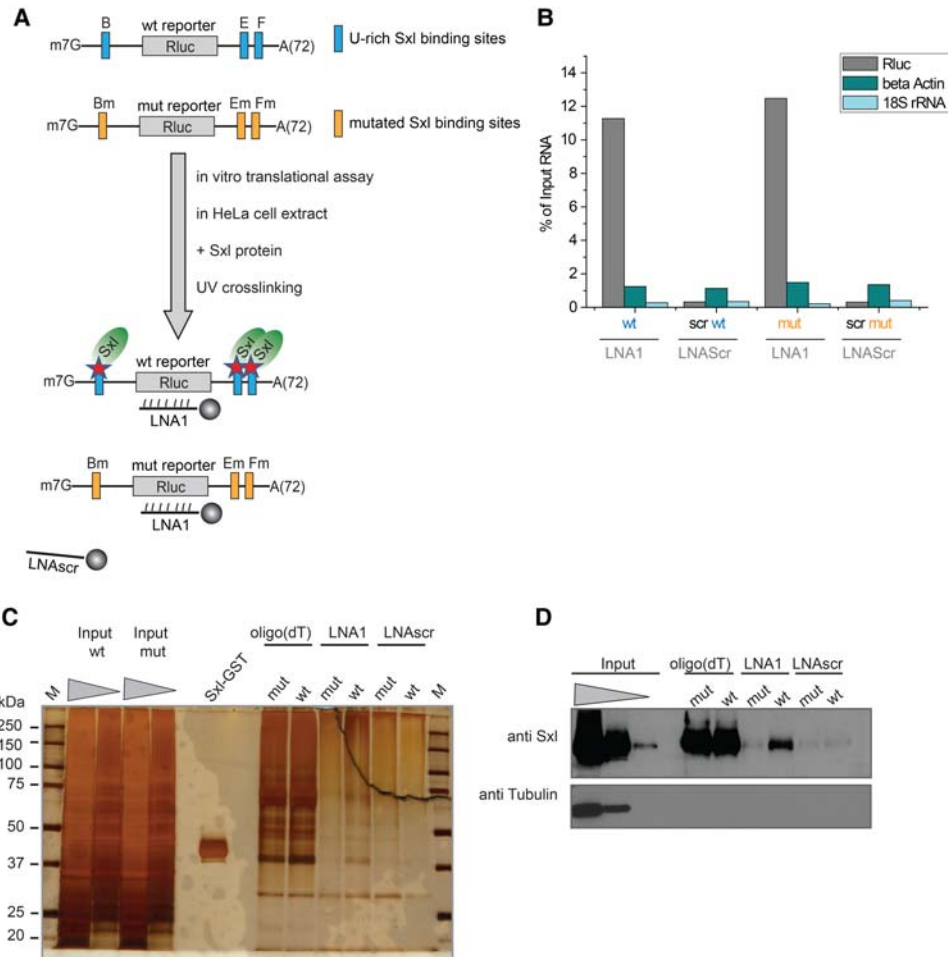 A
B
wt reporter
E
F
m7G
Rluc
A(72)
U-rich Sxl binding sites
Bm
mut reporter
Em
Fm
m7G
Rluc
A(72)
mutated Sxl binding sites
in vitro translational assay
in HeLa cell extract
+ Sxl protein
UV crosslinking
Sxl
Sxl
Sxl
wt reporter
m7G
Rluc
A(72)
LNA1
Bm
mut reporter
Em
Fm
m7G
Rluc
A(72)
LNA1
LNAscr
B
% of Input RNA
14
12
10
8
6
4
2
0
Rluc
beta Actin
18S rRNA
wt
scr wt
mut
scr mut
LNA1
LNAScr
LNA1
LNAScr
C
Input wt
Input mut
Sxl-GST
oligo(dT)
LNA1
LNAscr
M
mut
wt
mut
wt
mut
wt
M
kDa
250
150
100
75
50
37
25
20
D
Input
oligo(dT)
LNA1
LNAscr
mut
wt
mut
wt
mut
wt
anti Sxl
anti Tubulin